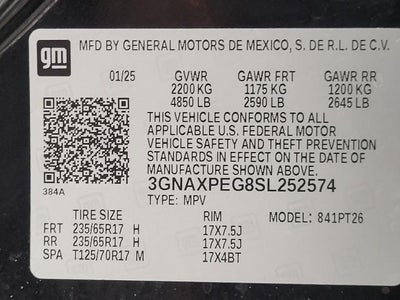 gm
MFD BY GENERAL MOTORS DE MEXICO, S. DE R.L. DE C.V.
01/25 GVWR GAWR FRT GAWR RR
2200 KG 1175 KG 1200 KG
4850 LB 2590 LB 2645 LB
THIS VEHICLE CONFORMS TO ALL
APPLICABLE U.S. FEDERAL MOTOR
VEHICLE SAFETY AND THEFT PREVENTION
STANDARDS IN EFFECT ON THE DATE OF
MANUFACTURE SHOWN ABOVE.
384A
3GNAXPEG8SL252574
TYPE: MPV
TIRE SIZE RIM MODEL: 841PT26
FRT 235/65R17 H 17X7.5J
RR 235/65R17 H 17X7.5J
SPA T125/70R17 M 17X4BT